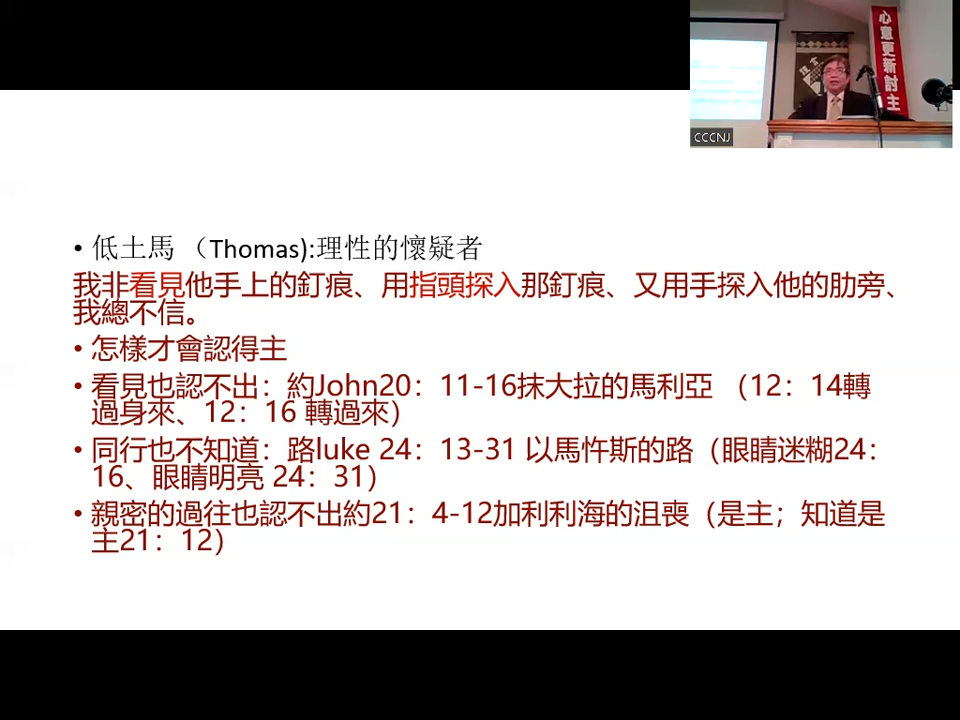 心意更新討主
CCCNJ
• 低土馬 （Thomas):理性的懷疑者
我非看見他手上的釘痕、用指頭探入那釘痕、又用手探入他的肋旁、
我總不信。
• 怎樣才會認得主
• 看見也認不出：約John20：11-16抹大拉的馬利亞 （12：14轉
過身來、12：16 轉過來）
• 同行也不知道：路luke 24：13-31 以馬忤斯的路（眼睛迷糊24：
16、眼睛明亮 24：31）
• 親密的過往也認不出約21：4-12加利利海的沮喪（是主；知道是
主21：12）